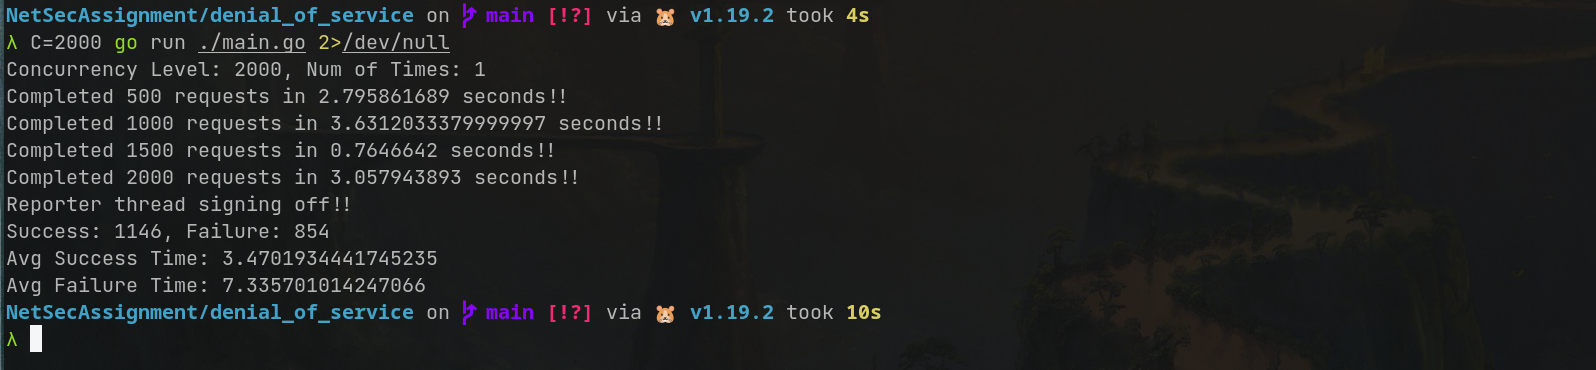 NetSecAssignment/denial_of_service on main [!?] via 🐹 v1.19.2 took 4s
λ C=2000 go run ./main.go 2>/dev/null
Concurrency Level: 2000, Num of Times: 1
Completed 500 requests in 2.795861689 seconds!!
Completed 1000 requests in 3.6312033379999997 seconds!!
Completed 1500 requests in 0.7646642 seconds!!
Completed 2000 requests in 3.057943893 seconds!!
Reporter thread signing off!!
Success: 1146, Failure: 854
Avg Success Time: 3.4701934441745235
Avg Failure Time: 7.335701014247066
NetSecAssignment/denial_of_service on main [!?] via 🐹 v1.19.2 took 10s
λ